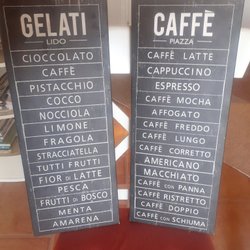 GELATI
LIDO
CIOCCOLATO
CAFFÈ
PISTACCHIO
COCCO
NOCCIOLA
LIMONE
FRAGOLA
STRACCIATELLA
TUTTI FRUTTI
FIOR DI LATTE
PESCA
FRUTTI DI BOSCO
MENTA
AMARENA
CAFFÈ
PIAZZA
CAFFÈ LATTE
CAPPUCCINO
ESPRESSO
CAFFÈ MOCHA
AFFOGATO
CAFFÈ FREDDO
CAFFÈ LUNGO
CAFFÈ CORRETTO
AMERICANO
MACCHIATO
CAFFÈ CON PANNA
CAFFÈ RISTRETTO
CAFFÈ DOPPIO
CAFFÈ CON SCHIUMA